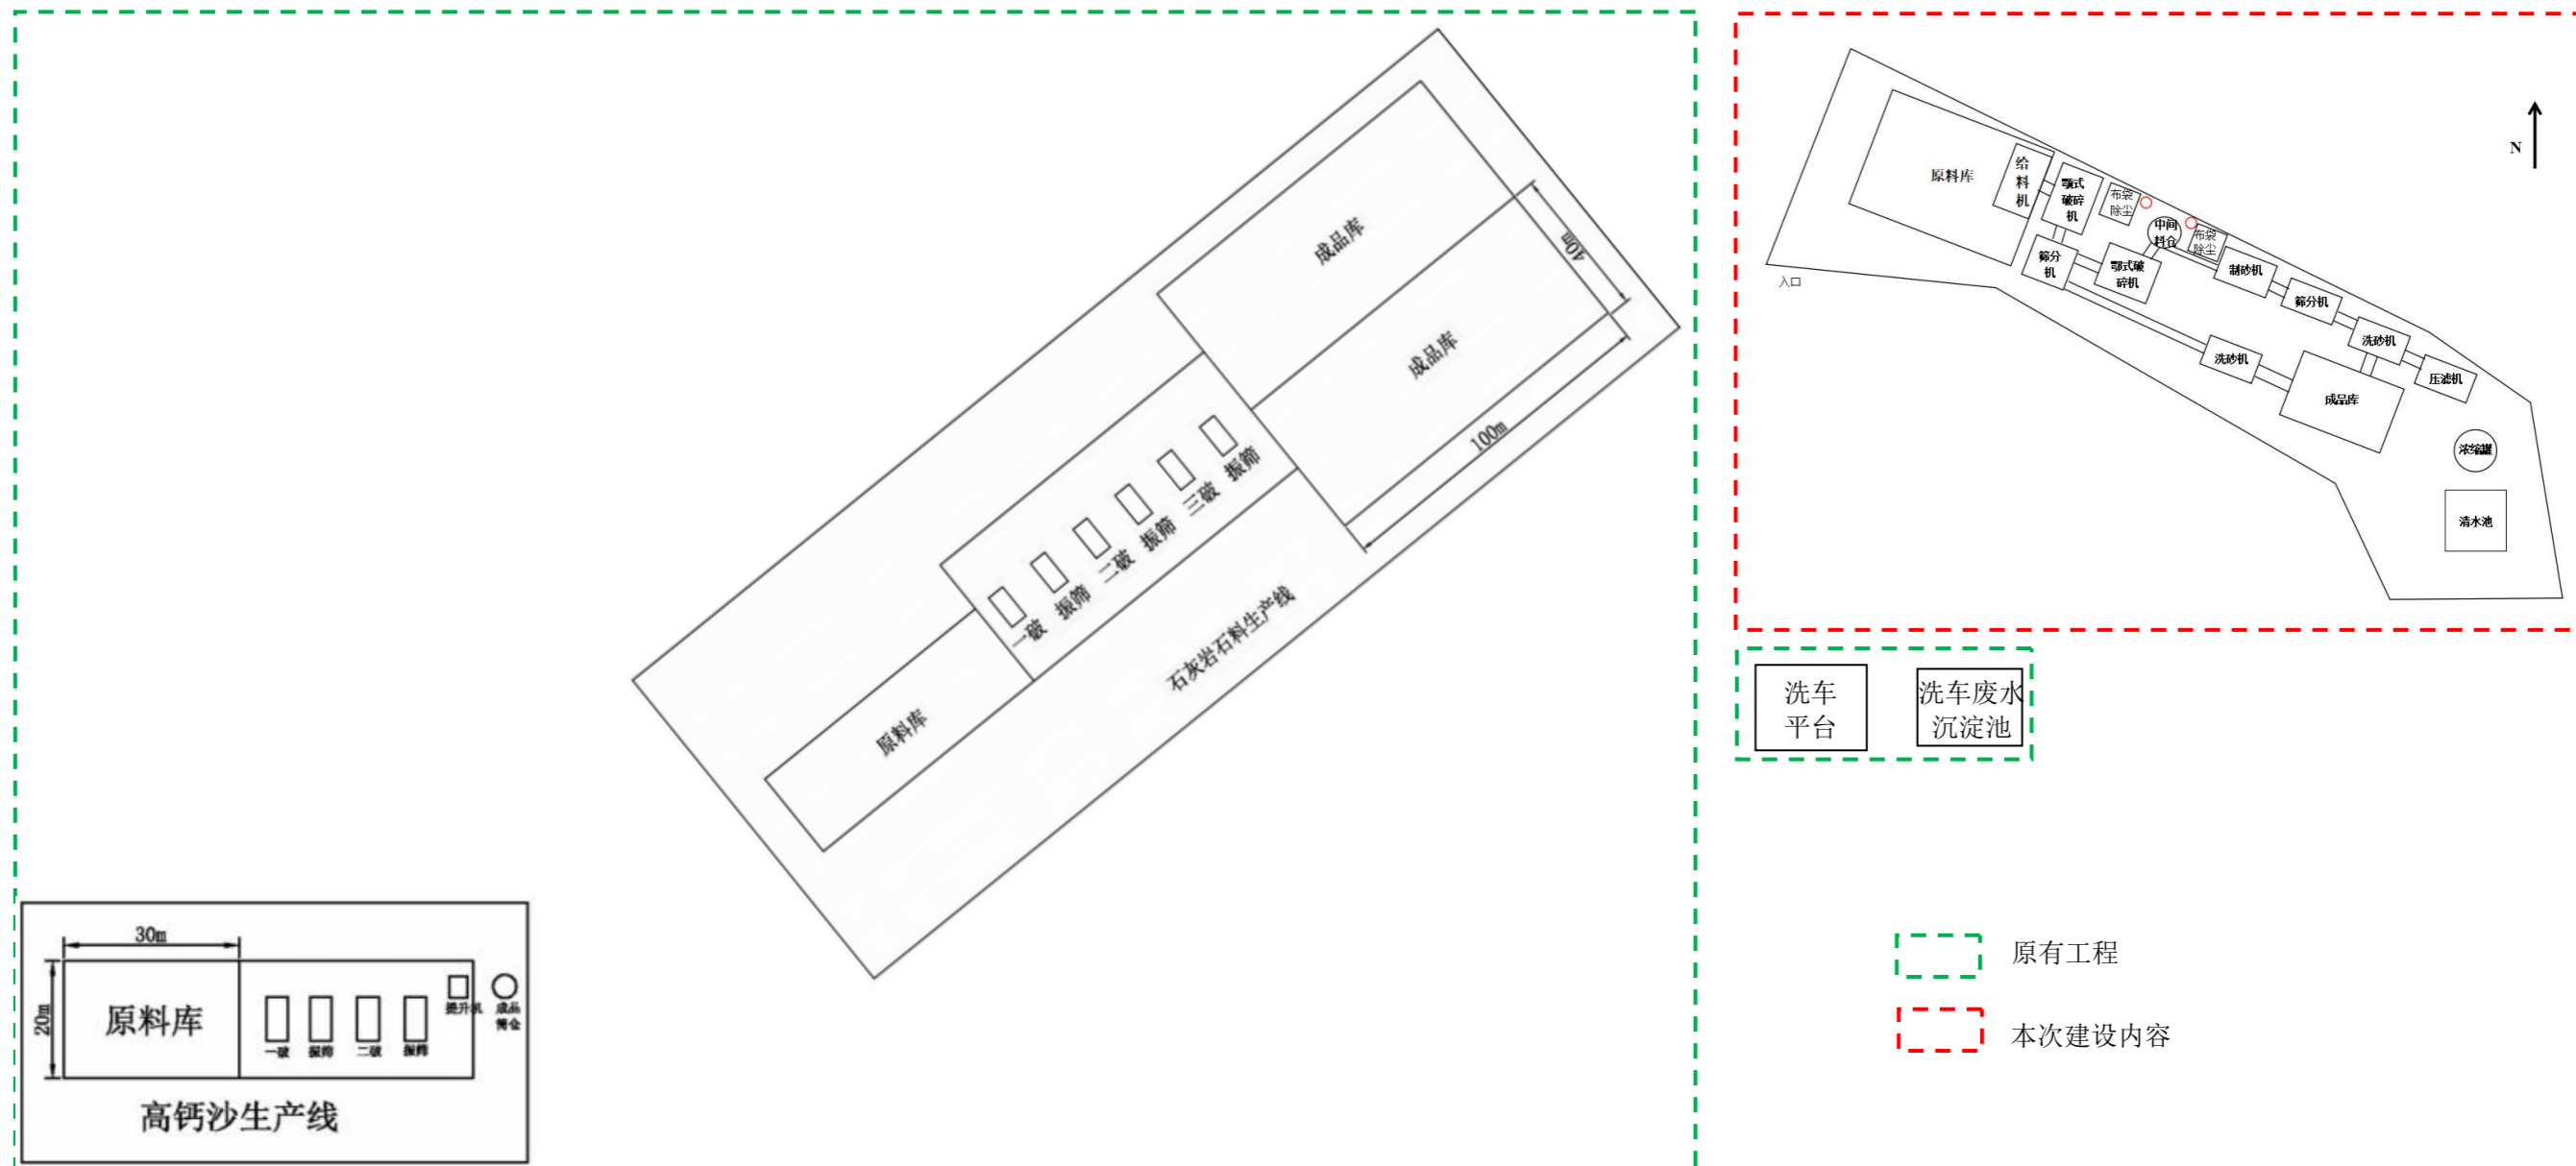 成品库
40m
成品库
100m
一破
振筛
二破
振筛
三破
振筛
石灰岩石料生产线
原料库
30m
20m
原料库
一破
振筛
二破
振筛
提升机
成品
筒仓
高钙沙生产线
N
原料库
给
料
机
颚式
破碎
机
布袋
除尘
中间
料仓
布袋
除尘
筛分
机
颚式破
碎机
制砂机
筛分机
洗砂机
压滤机
洗砂机
成品库
浓缩罐
清水池
入口
洗车
平台
洗车废水
沉淀池
原有工程
本次建设内容